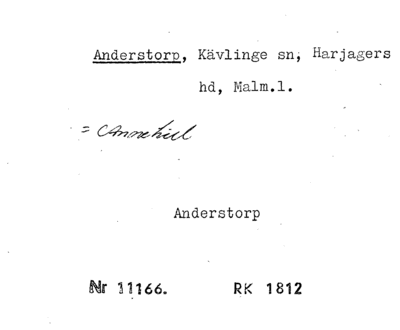 Anderstorp, Kävlinge sn, Harjagers
hd, Malm.l.
= Annehill
Anderstorp
Nr 11166. RK 1812